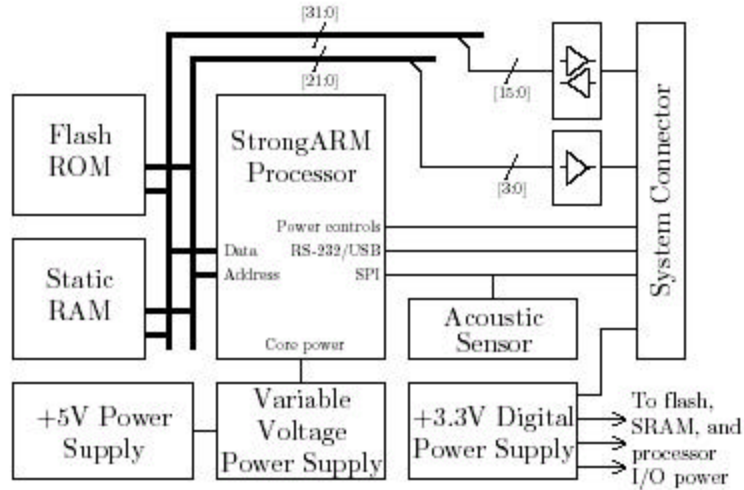 [31:0]
[21:0]
[15:0]
[3:0]
Flash
ROM
StrongARM
Processor
Power controls
Data
RS-232/USB
Address
SPI
Core power
Static
RAM
Acoustic
Sensor
System Connector
+5V Power
Supply
Variable
Voltage
Power Supply
+3.3V Digital
Power Supply
To flash,
SRAM, and
processor
I/O power